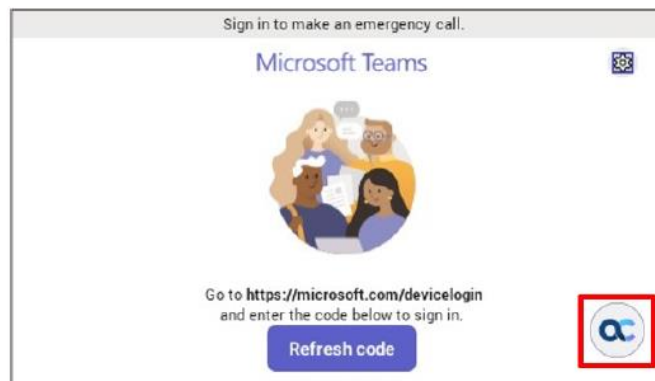 Sign in to make an emergency call.
Microsoft Teams
Go to https://microsoft.com/devicelogin
and enter the code below to sign in.
Refresh code
ac